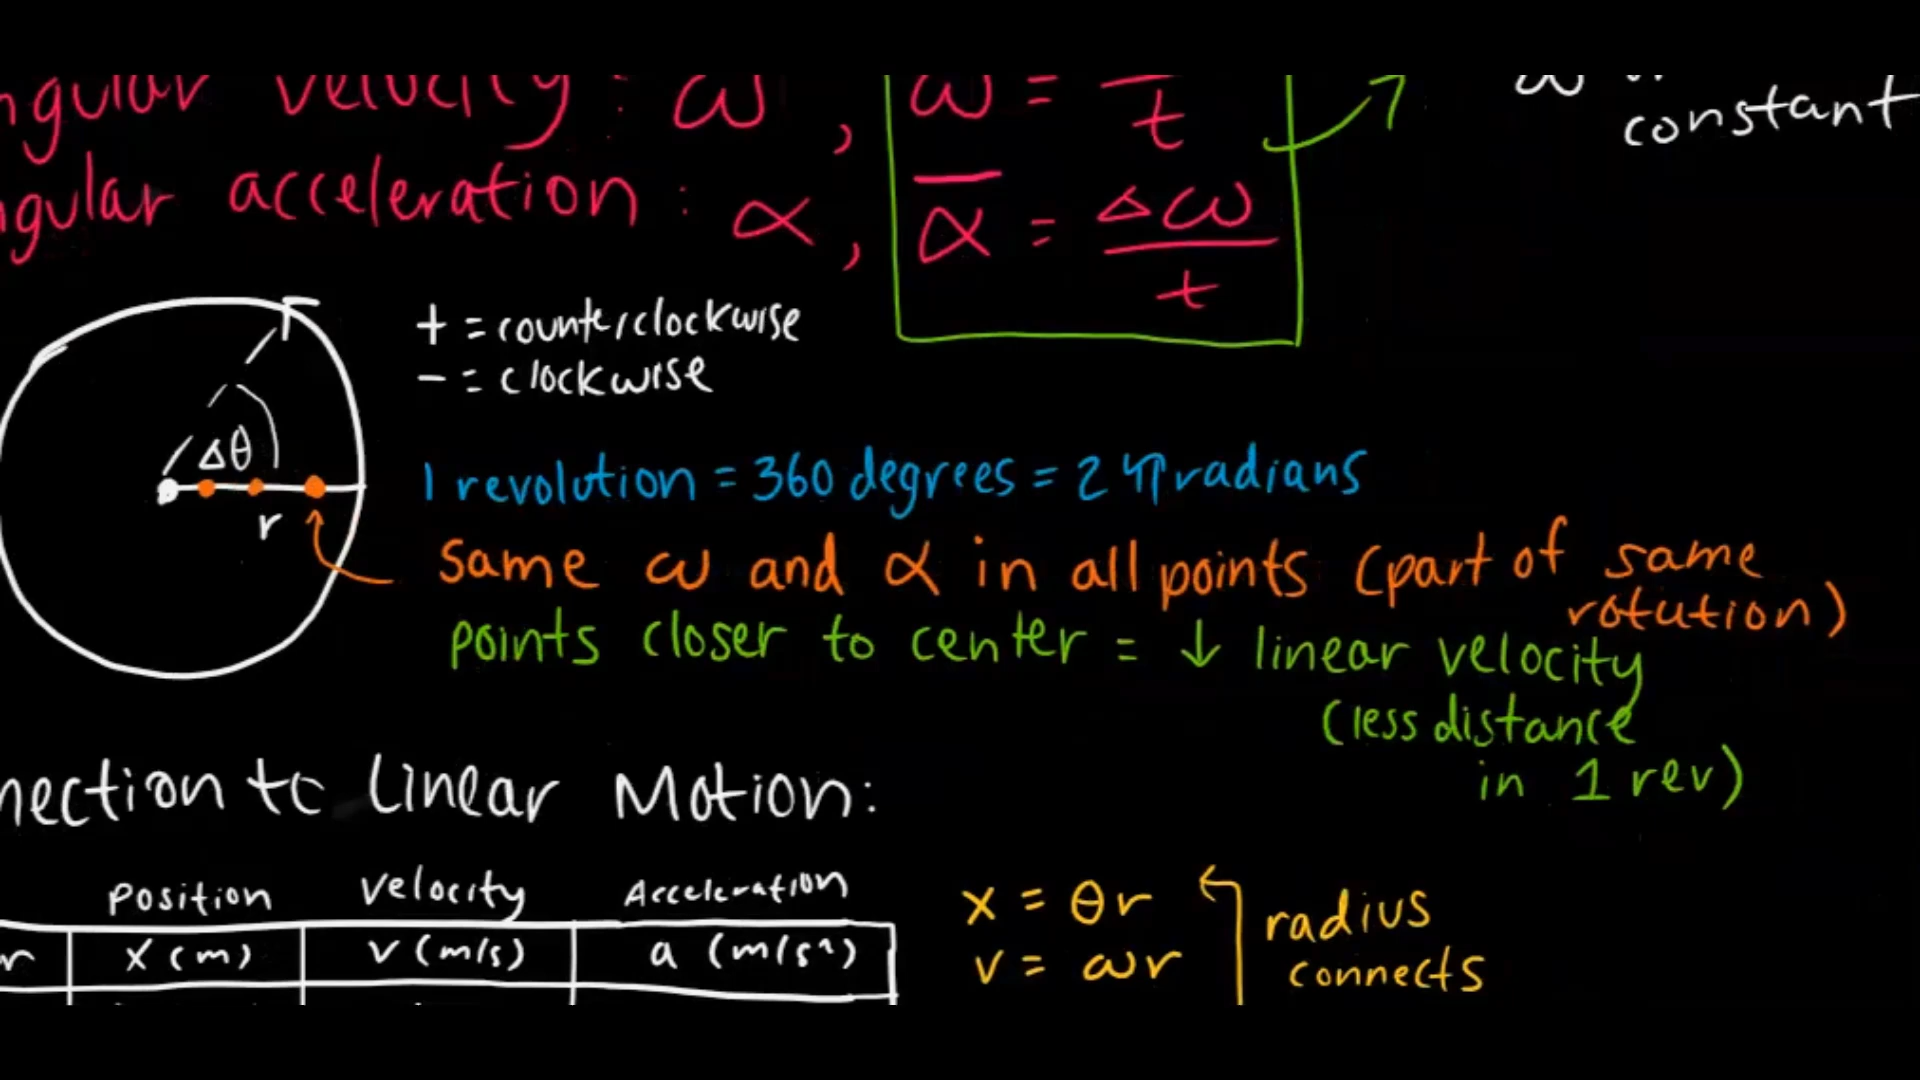 ngular velocity : ω , ω = / t
constant
ngular acceleration : α , α̅ = Δω / t
+ = counterclockwise
- = clockwise
Δθ
r
1 revolution = 360 degrees = 2π radians
same ω and α in all points (part of same
rotution)
points closer to center = ↓ linear velocity
(less distance
in 1 rev)
nection to Linear Motion:
Position Velocity Acceleration
x (m) v (m/s) a (m/s²)
x = θr
v = ωr
radius
connects